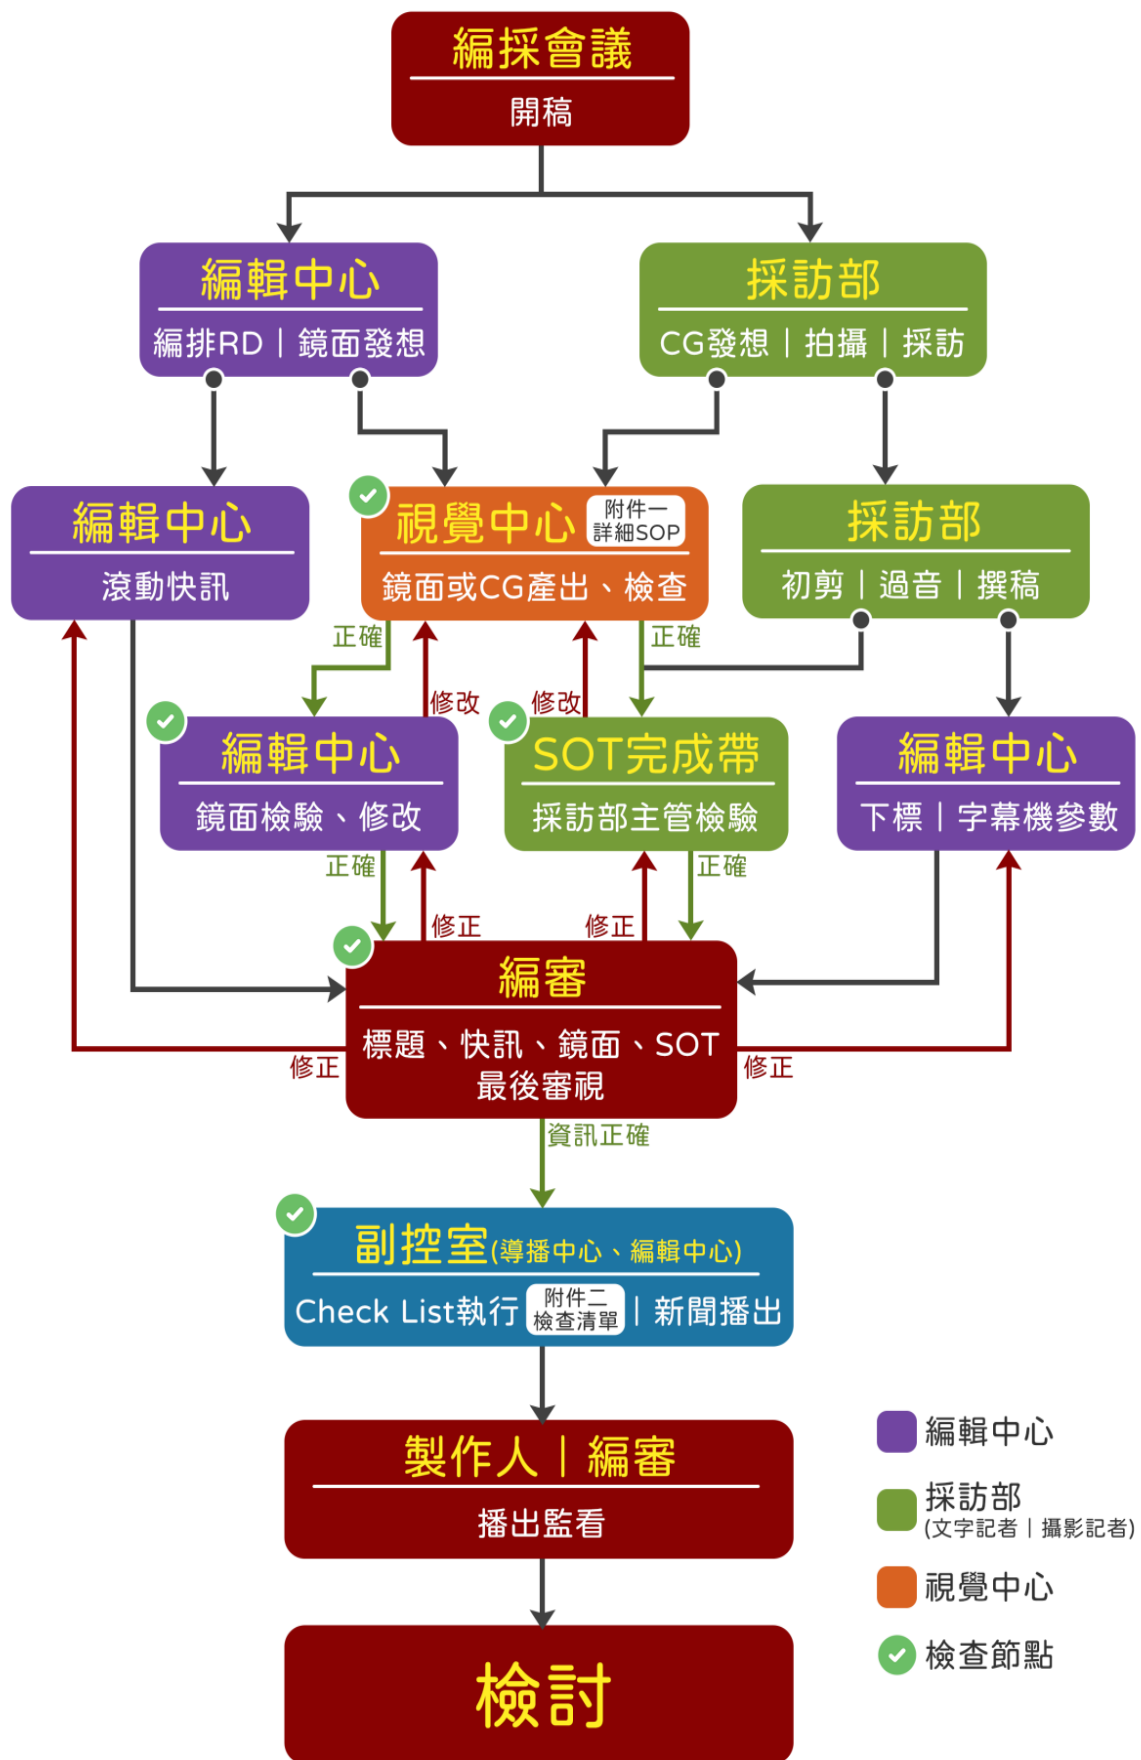 編採會議
開稿
編輯中心
編排RD｜鏡面發想
採訪部
CG發想｜拍攝｜採訪
編輯中心
滾動快訊
視覺中心
附件一
詳細SOP
鏡面或CG產出、檢查
採訪部
初剪｜過音｜撰稿
正確
修改
修改
正確
編輯中心
鏡面檢驗、修改
SOT完成帶
採訪部主管檢驗
編輯中心
下標｜字幕機參數
正確
修正
修正
正確
編審
標題、快訊、鏡面、SOT
最後審視
修正
修正
資訊正確
副控室(導播中心、編輯中心)
Check List執行
附件二
檢查清單
｜新聞播出
製作人｜編審
播出監看
檢討
編輯中心
採訪部
(文字記者｜攝影記者)
視覺中心
檢查節點